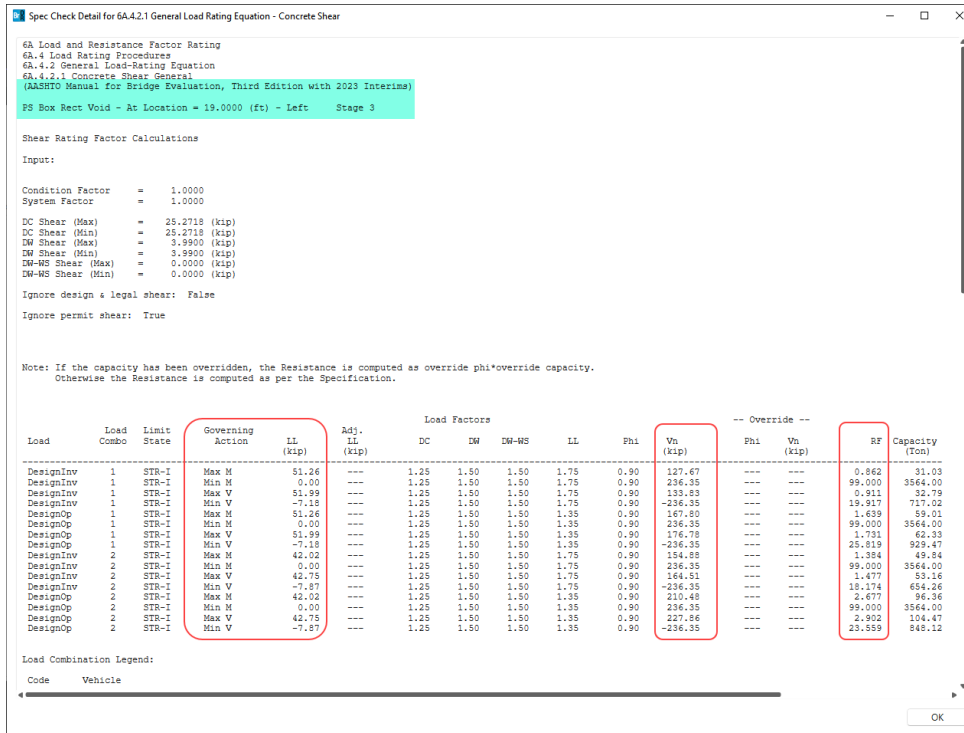 Br Spec Check Detail for 6A.4.2.1 General Load Rating Equation - Concrete Shear
6A Load and Resistance Factor Rating
6A.4 Load Rating Procedures
6A.4.2 General Load-Rating Equation
6A.4.2.1 Concrete Shear General
(AASHTO Manual for Bridge Evaluation, Third Edition with 2023 Interims)
PS Box Rect Void - At Location = 19.0000 (ft) - Left Stage 3
Shear Rating Factor Calculations
Input:
Condition Factor = 1.0000
System Factor = 1.0000
DC Shear (Max) = 25.2718 (kip)
DC Shear (Min) = 25.2718 (kip)
DW Shear (Max) = 3.9900 (kip)
DW Shear (Min) = 3.9900 (kip)
DW-WS Shear (Max) = 0.0000 (kip)
DW-WS Shear (Min) = 0.0000 (kip)
Ignore design & legal shear: False
Ignore permit shear: True
Note: If the capacity has been overridden, the Resistance is computed as override phi*override capacity.
Otherwise the Resistance is computed as per the Specification.
Load Factors -- Override --
Load Limit Governing Adj.
Load Combo State Action LL LL DC DW DW-WS LL Phi Vn Phi Vn RF Capacity
(kip) (kip) (kip) (kip) (Ton)
DesignInv 1 STR-I Max M 51.26 --- 1.25 1.50 1.50 1.75 0.90 127.67 --- --- 0.862 31.03
DesignInv 1 STR-I Min M 0.00 --- 1.25 1.50 1.50 1.75 0.90 236.35 --- --- 99.000 3564.00
DesignInv 1 STR-I Max V 51.99 --- 1.25 1.50 1.50 1.75 0.90 133.83 --- --- 0.911 32.79
DesignInv 1 STR-I Min V -7.18 --- 1.25 1.50 1.50 1.75 0.90 -236.35 --- --- 19.917 717.02
DesignOp 1 STR-I Max M 51.26 --- 1.25 1.50 1.50 1.35 0.90 167.80 --- --- 1.639 59.01
DesignOp 1 STR-I Min M 0.00 --- 1.25 1.50 1.50 1.35 0.90 236.35 --- --- 99.000 3564.00
DesignOp 1 STR-I Max V 51.99 --- 1.25 1.50 1.50 1.35 0.90 176.78 --- --- 1.731 62.33
DesignOp 1 STR-I Min V -7.18 --- 1.25 1.50 1.50 1.35 0.90 -236.35 --- --- 25.819 929.47
DesignInv 2 STR-I Max M 42.02 --- 1.25 1.50 1.50 1.75 0.90 154.88 --- --- 1.384 49.84
DesignInv 2 STR-I Min M 0.00 --- 1.25 1.50 1.50 1.75 0.90 236.35 --- --- 99.000 3564.00
DesignInv 2 STR-I Max V 42.75 --- 1.25 1.50 1.50 1.75 0.90 164.51 --- --- 1.477 53.16
DesignInv 2 STR-I Min V -7.87 --- 1.25 1.50 1.50 1.75 0.90 -236.35 --- --- 18.174 654.26
DesignOp 2 STR-I Max M 42.02 --- 1.25 1.50 1.50 1.35 0.90 210.48 --- --- 2.677 96.36
DesignOp 2 STR-I Min M 0.00 --- 1.25 1.50 1.50 1.35 0.90 236.35 --- --- 99.000 3564.00
DesignOp 2 STR-I Max V 42.75 --- 1.25 1.50 1.50 1.35 0.90 227.86 --- --- 2.902 104.47
DesignOp 2 STR-I Min V -7.87 --- 1.25 1.50 1.50 1.35 0.90 -236.35 --- --- 23.559 848.12
Load Combination Legend:
Code Vehicle
OK